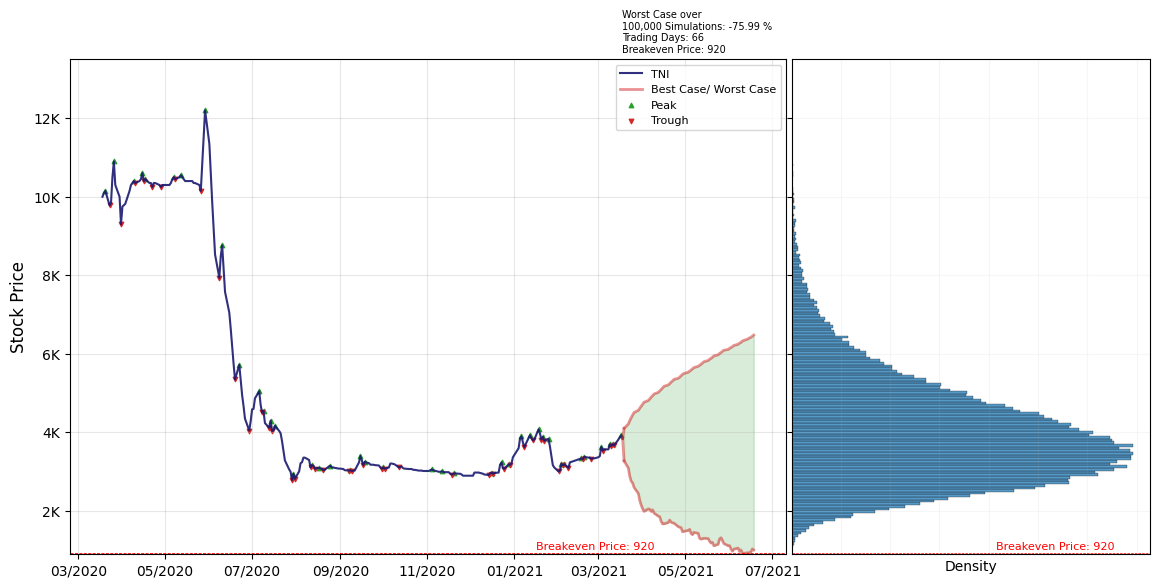 Worst Case over
100,000 Simulations: -75.99 %
Trading Days: 66
Breakeven Price: 920
TNI
Best Case/ Worst Case
Peak
Trough
Stock Price
12K
10K
8K
6K
4K
2K
Breakeven Price: 920
Breakeven Price: 920
03/2020
05/2020
07/2020
09/2020
11/2020
01/2021
03/2021
05/2021
07/2021
Density